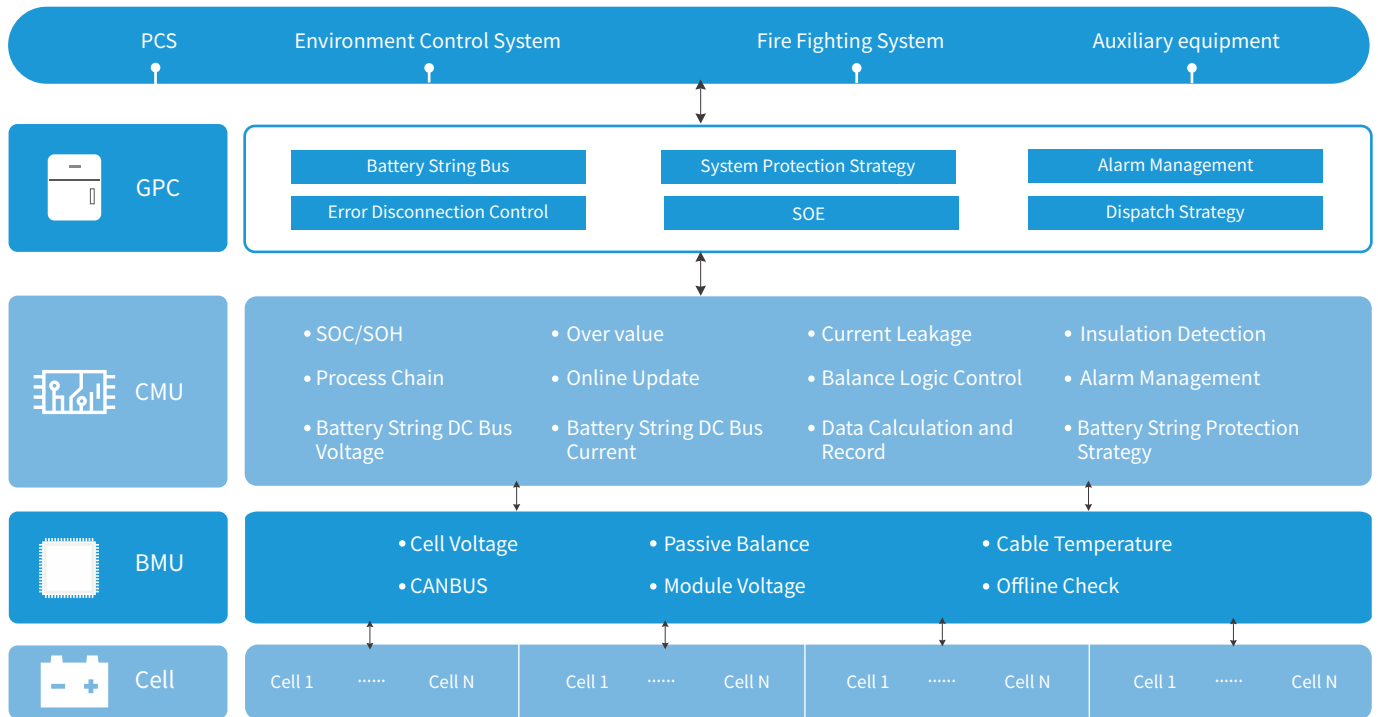 PCS
Environment Control System
Fire Fighting System
Auxiliary equipment
GPC
Battery String Bus
System Protection Strategy
Alarm Management
Error Disconnection Control
SOE
Dispatch Strategy
CMU
• SOC/SOH
• Over value
• Current Leakage
• Insulation Detection
• Process Chain
• Online Update
• Balance Logic Control
• Alarm Management
• Battery String DC Bus
Voltage
• Battery String DC Bus
Current
• Data Calculation and
Record
• Battery String Protection
Strategy
BMU
• Cell Voltage
• Passive Balance
• Cable Temperature
• CANBUS
• Module Voltage
• Offline Check
Cell
Cell 1 ...... Cell N
Cell 1 ...... Cell N
Cell 1 ...... Cell N
Cell 1 ...... Cell N